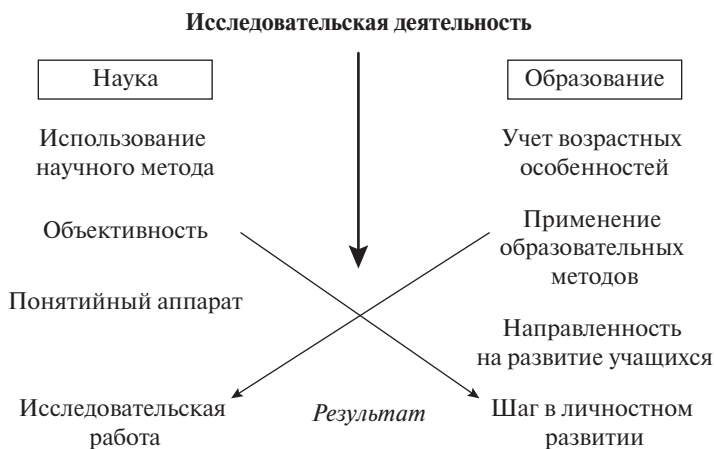 Исследовательская деятельность
Наука
Образование
Использование
научного метода
Учет возрастных
особенностей
Объективность
Применение
образовательных
методов
Понятийный аппарат
Направленность
на развитие учащихся
Исследовательская
работа
Результат
Шаг в личностном
развитии